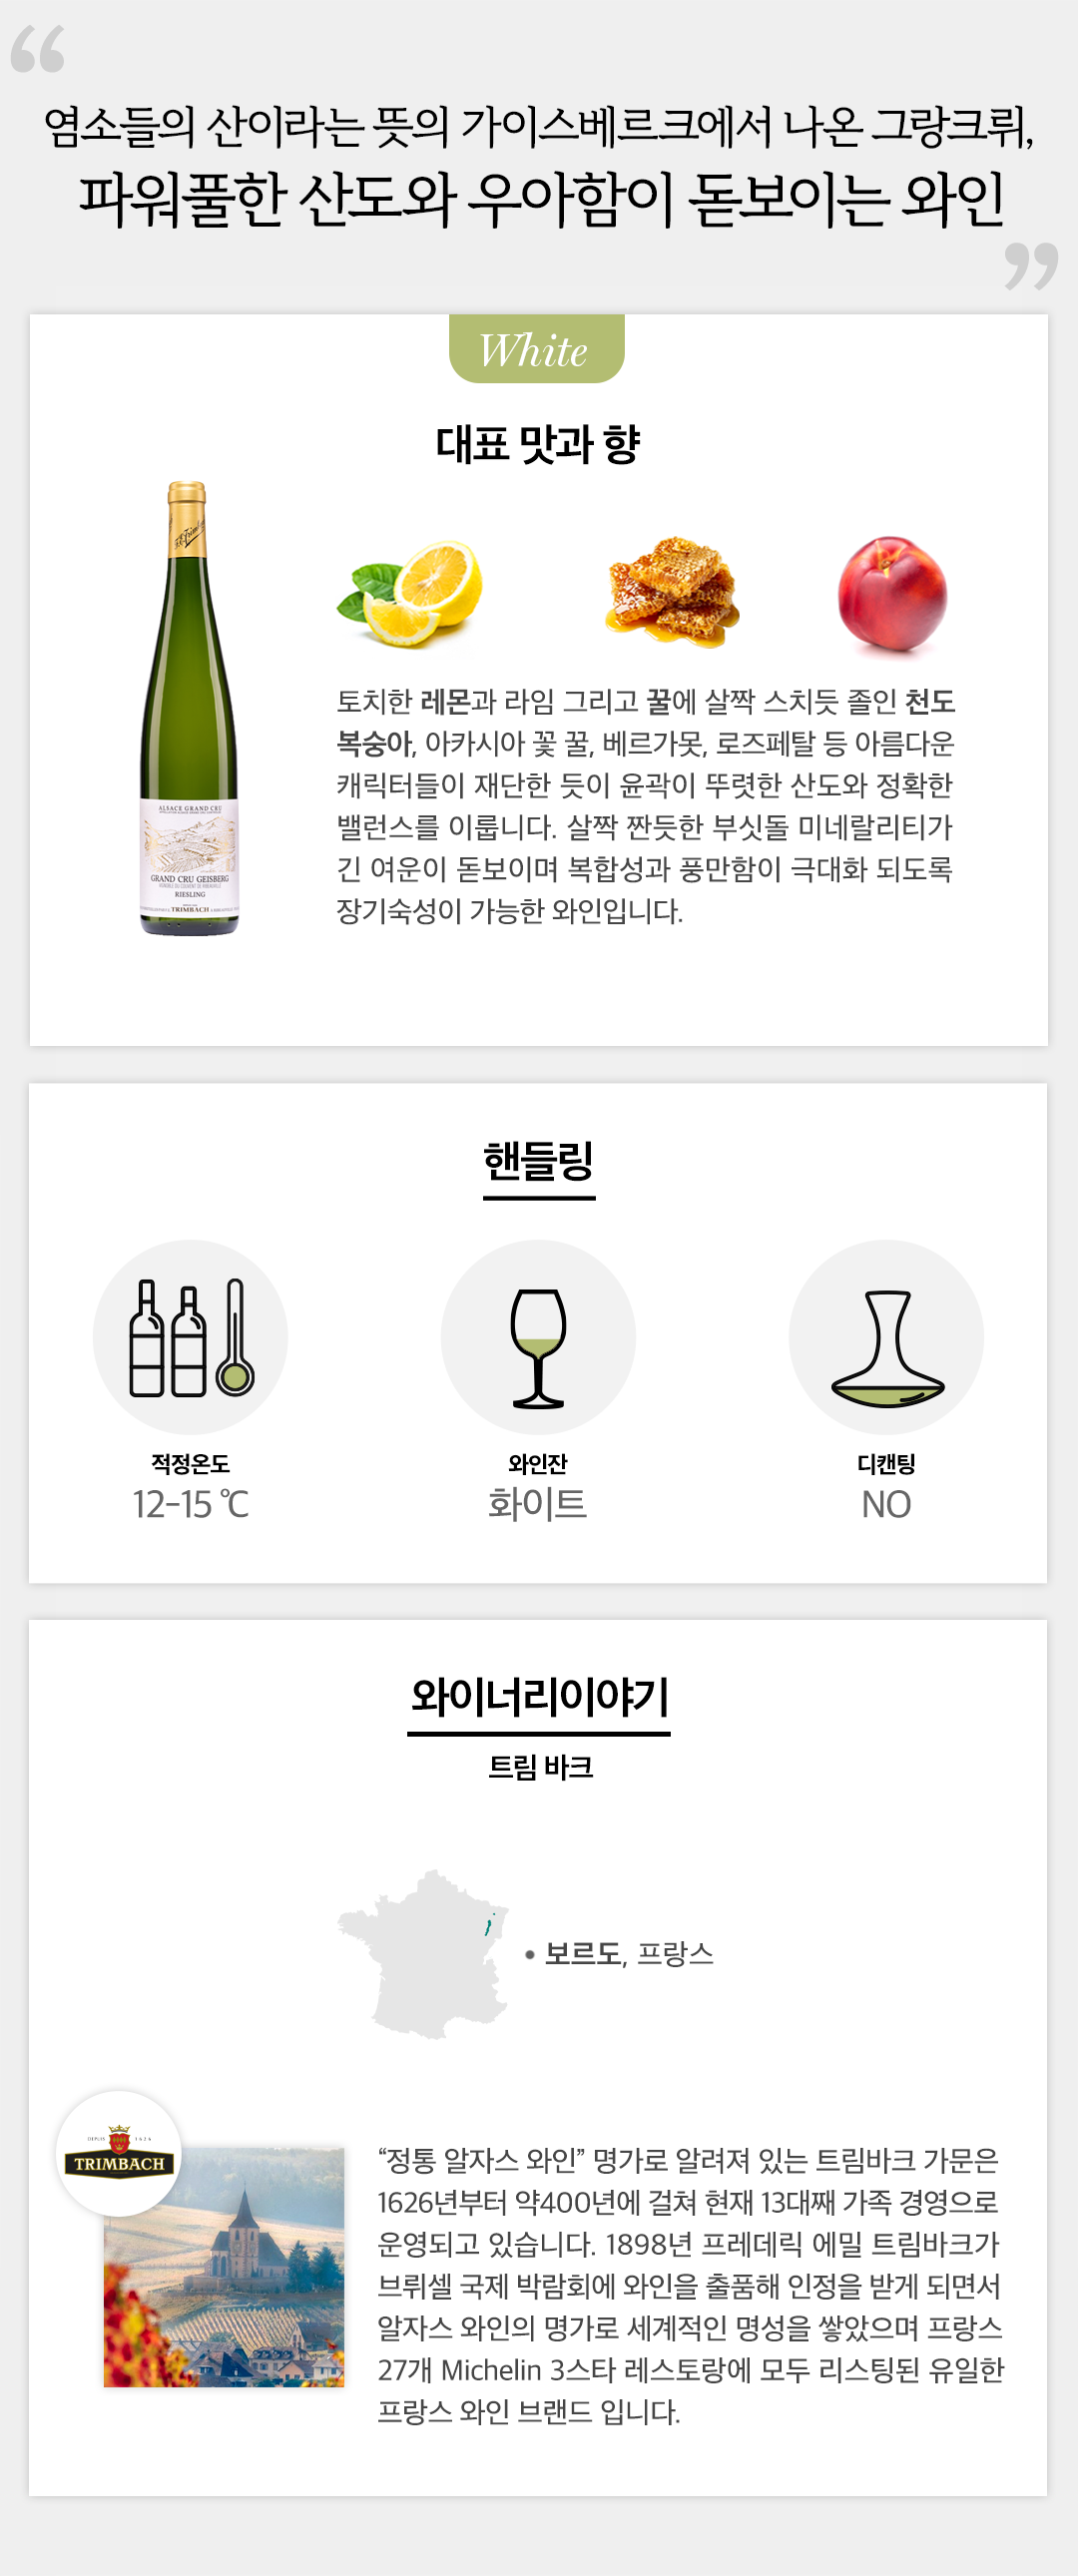 “
염소들의 산이라는 뜻의 가이스베르크에서 나온 그랑크뤼,
파워풀한 산도와 우아함이 돋보이는 와인
”
White
대표 맛과 향
ALSACE GRAND CRU
GRAND CRU GEISBERG
RIESLING
TRIMBACH
토치한 레몬과 라임 그리고 꿀에 살짝 스치듯 졸인 천도
복숭아, 아카시아 꽃 꿀, 베르가못, 로즈페탈 등 아름다운
캐릭터들이 재단한 듯이 윤곽이 뚜렷한 산도와 정확한
밸런스를 이룹니다. 살짝 짠듯한 부싯돌 미네랄리티가
긴 여운이 돋보이며 복합성과 풍만함이 극대화 되도록
장기숙성이 가능한 와인입니다.
핸들링
적정온도
12-15 ℃
와인잔
화이트
디캔팅
NO
와이너리이야기
트림 바크
• 보르도, 프랑스
DEPUIS 1626
TRIMBACH
“정통 알자스 와인” 명가로 알려져 있는 트림바크 가문은
1626년부터 약400년에 걸쳐 현재 13대째 가족 경영으로
운영되고 있습니다. 1898년 프레데릭 에밀 트림바크가
브뤼셀 국제 박람회에 와인을 출품해 인정을 받게 되면서
알자스 와인의 명가로 세계적인 명성을 쌓았으며 프랑스
27개 Michelin 3스타 레스토랑에 모두 리스팅된 유일한
프랑스 와인 브랜드 입니다.